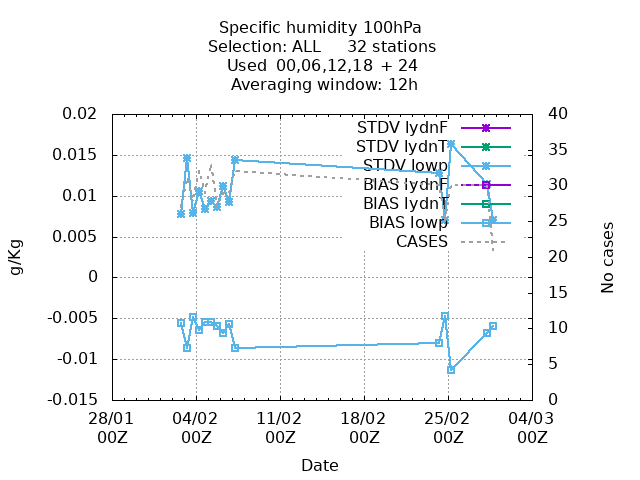 Specific humidity 100hPa
Selection: ALL 32 stations
Used 00,06,12,18 + 24
Averaging window: 12h
0.02
0.015
0.01
0.005
0
-0.005
-0.01
-0.015
g/Kg
40
35
30
25
20
15
10
5
0
No cases
STDV lydnF
STDV lydnT
STDV lowp
BIAS lydnF
BIAS lydnT
BIAS lowp
CASES
28/01 04/02 11/02 18/02 25/02 04/03
00Z 00Z 00Z 00Z 00Z 00Z
Date